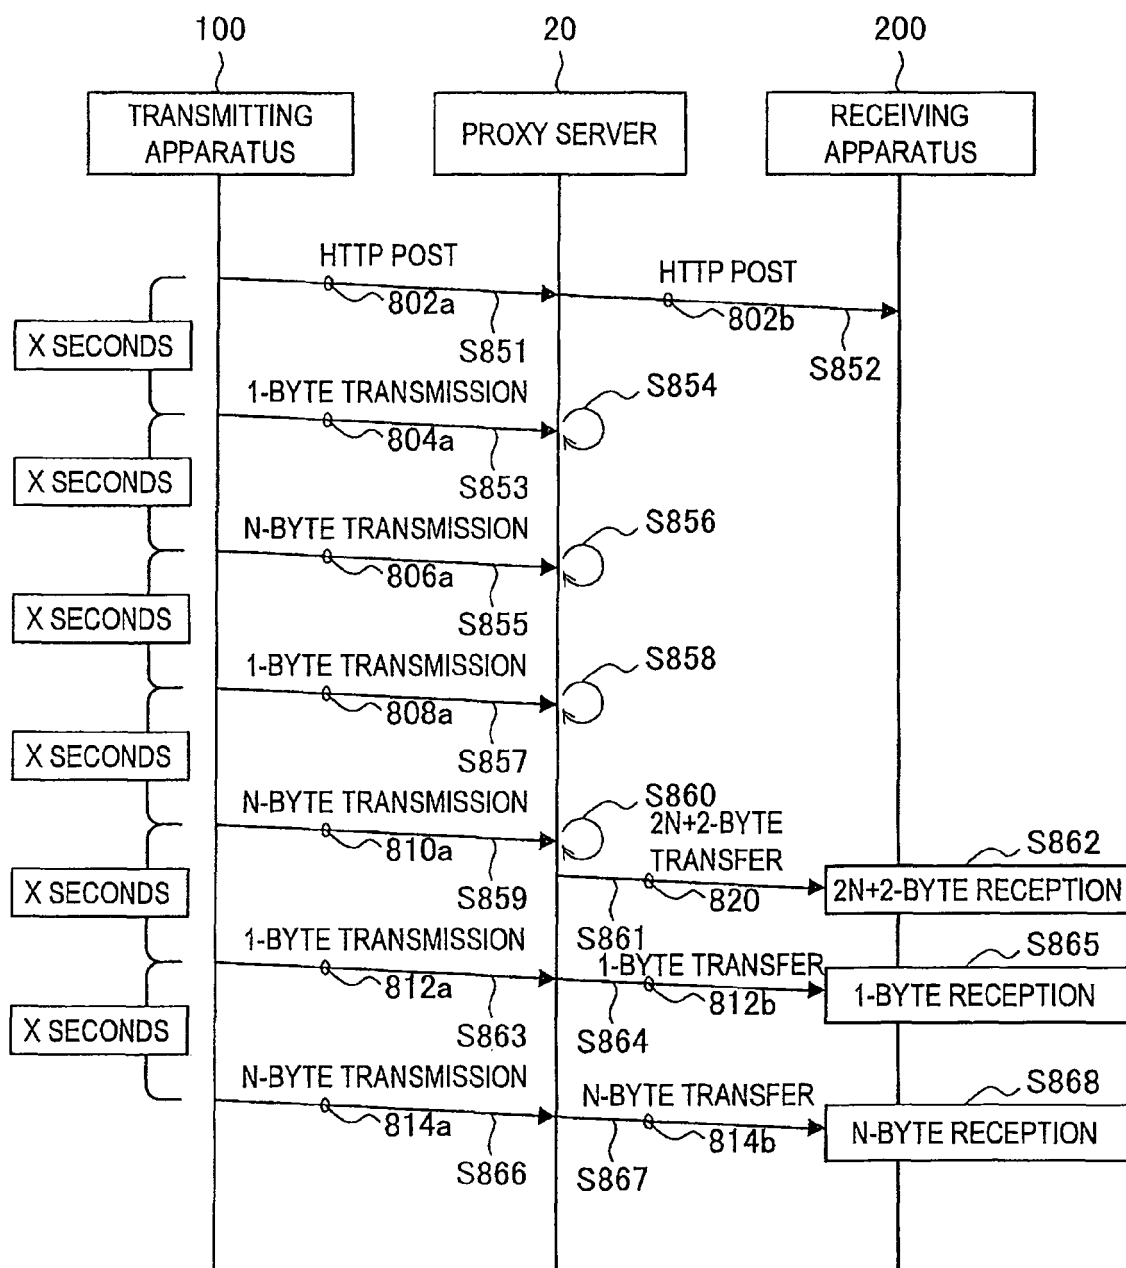 100
20
200
TRANSMITTING
APPARATUS
PROXY SERVER
RECEIVING
APPARATUS
HTTP POST
802a
S851
HTTP POST
802b
S852
X SECONDS
1-BYTE TRANSMISSION
804a
S853
S854
X SECONDS
N-BYTE TRANSMISSION
806a
S855
S856
X SECONDS
1-BYTE TRANSMISSION
808a
S857
S858
X SECONDS
N-BYTE TRANSMISSION
810a
S859
S860
2N+2-BYTE
TRANSFER
820
S861
S862
2N+2-BYTE RECEPTION
X SECONDS
1-BYTE TRANSMISSION
812a
S863
1-BYTE TRANSFER
812b
S864
S865
1-BYTE RECEPTION
X SECONDS
N-BYTE TRANSMISSION
814a
S866
N-BYTE TRANSFER
814b
S867
S868
N-BYTE RECEPTION